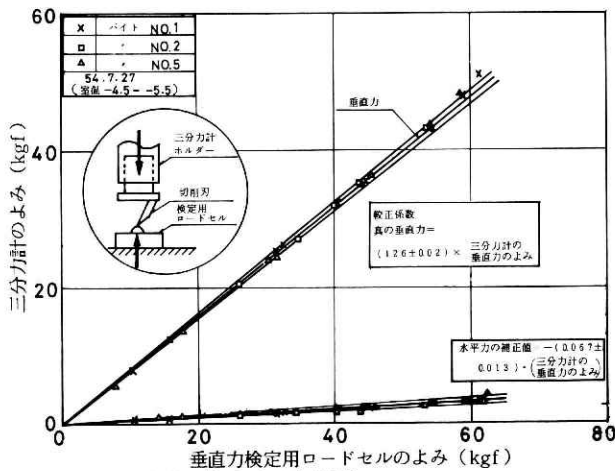 60
40
20
0
0
20
40
60
80
三分力計のよみ (kgf)
垂直力検定用ロードセルのよみ (kgf)
× バイト NO.1
□ 〃 NO.2
△ 〃 NO.5
54.7.27
(室温 -4.5~-5.5)
三分力計
ホルダー
切削刃
検定用
ロードセル
垂直力
較正係数
真の垂直力=
(1.26±0.02) × 三分力計の
垂直力のよみ
水平力の補正値 -(0.067±
0.013)・(三分力計の
垂直力のよみ)